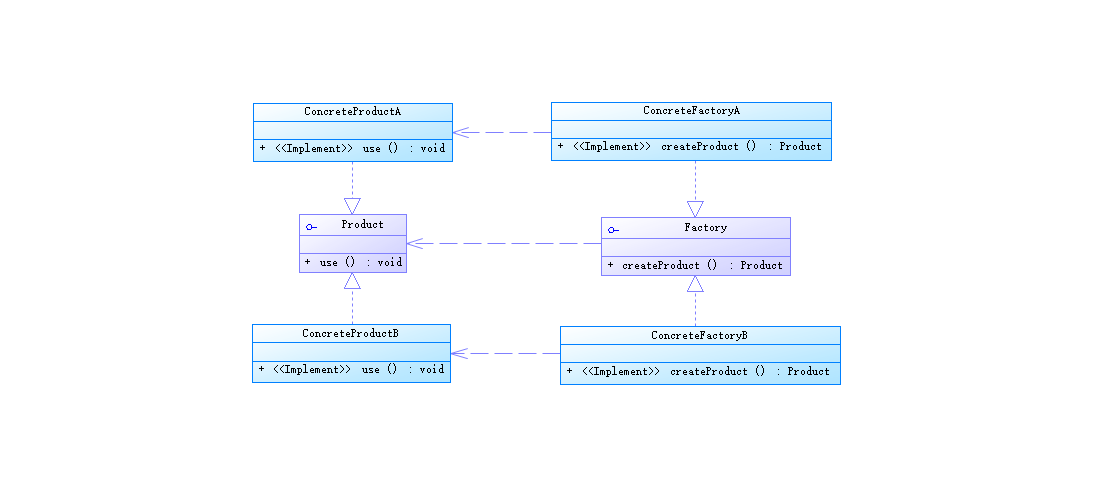 ConcreteProductA
+ <<Implement>> use () : void
ConcreteFactoryA
+ <<Implement>> createProduct () : Product
Product
+ use () : void
Factory
+ createProduct () : Product
ConcreteProductB
+ <<Implement>> use () : void
ConcreteFactoryB
+ <<Implement>> createProduct () : Product